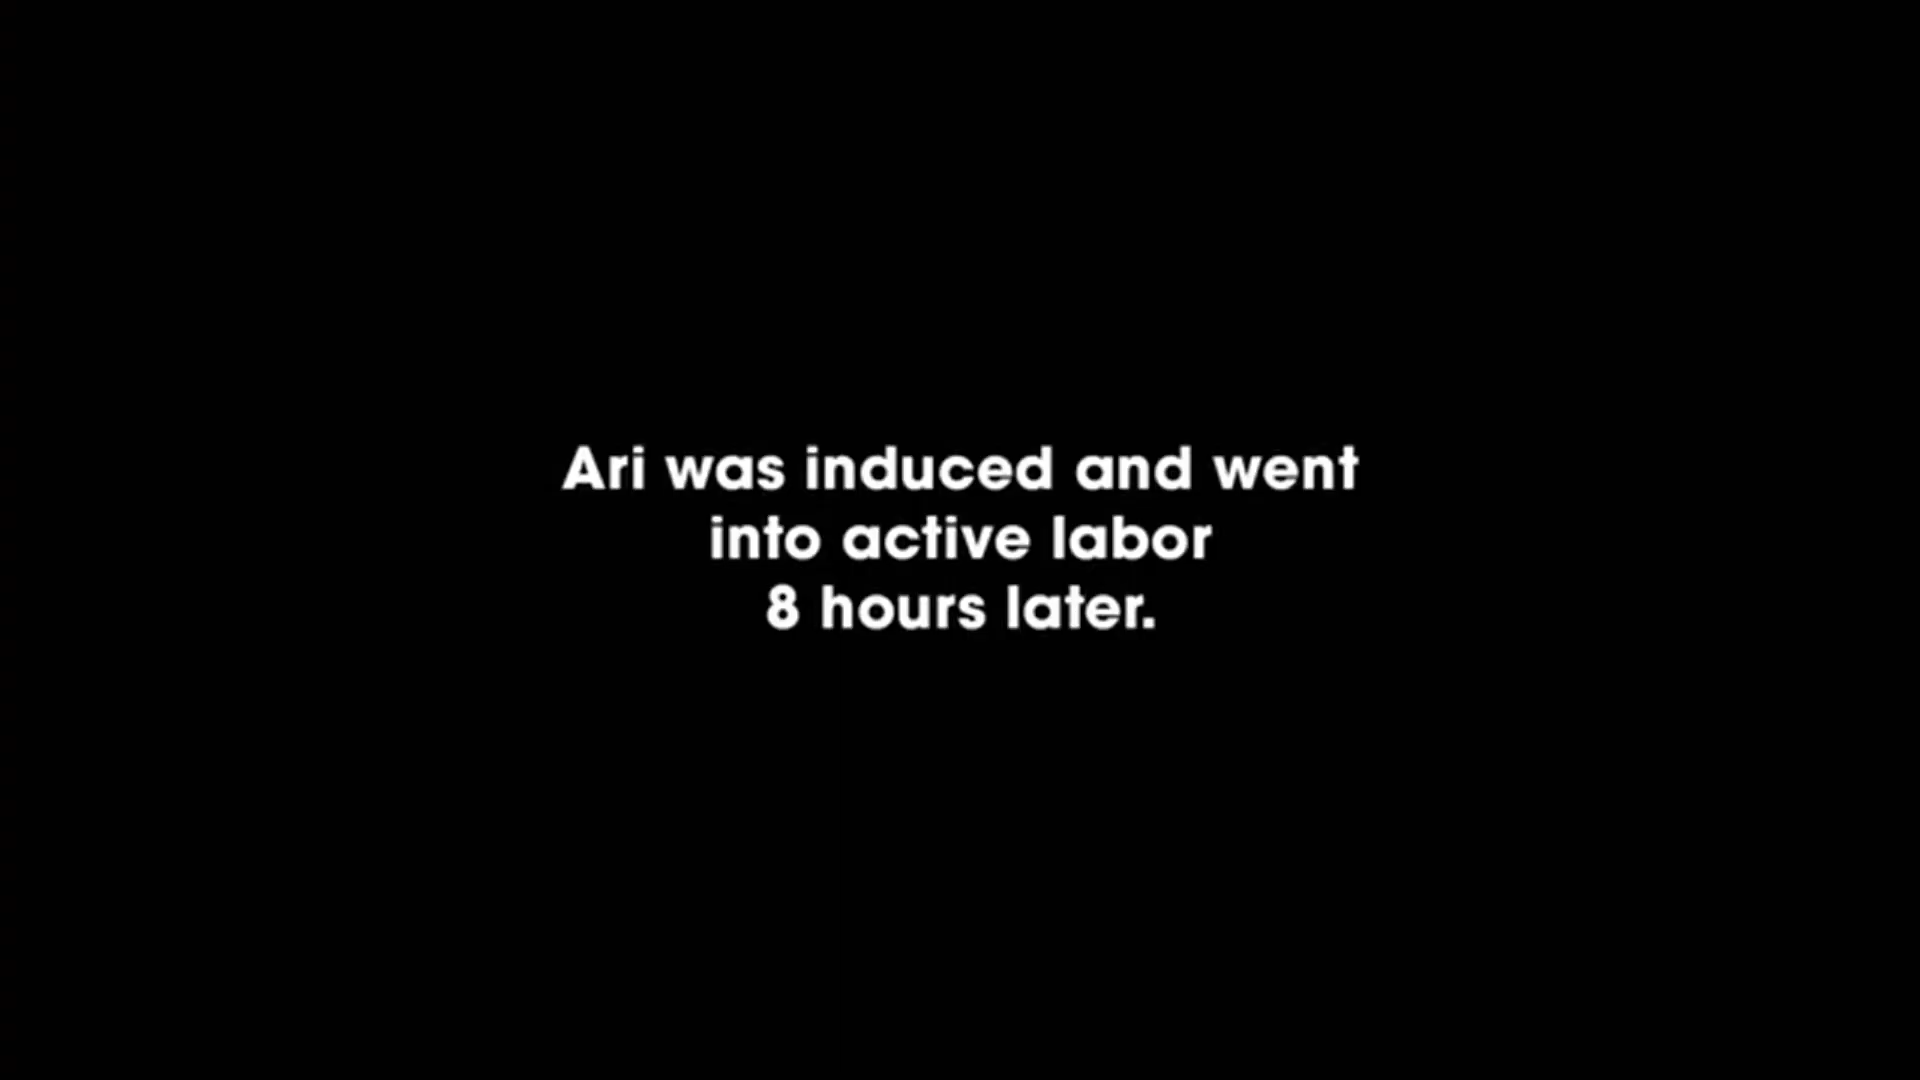 Ari was induced and went
into active labor
8 hours later.